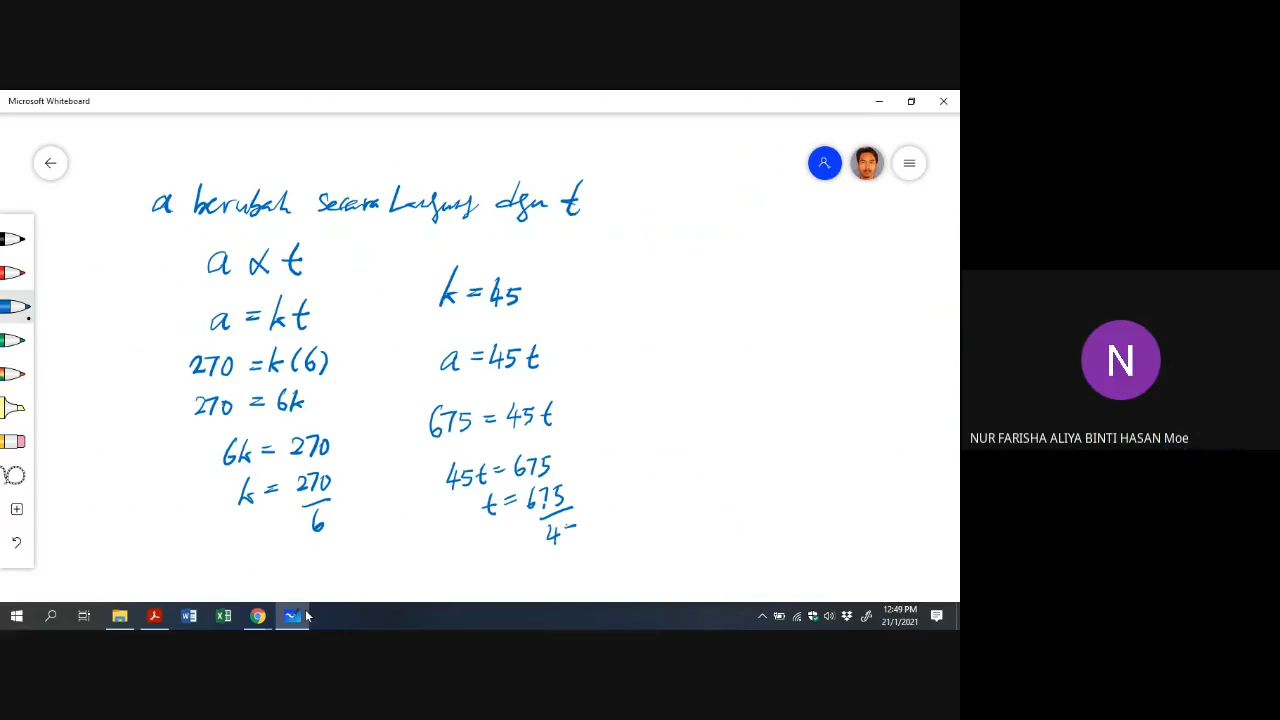 Microsoft Whiteboard
a berubah secara langsung dgn t
a ∝ t
a = kt
270 = k(6)
270 = 6k
6k = 270
k = 270
6
k = 45
a = 45t
675 = 45t
45t = 675
t = 675
4
N
NUR FARISHA ALIYA BINTI HASAN Moe
12:49 PM
21/1/2021